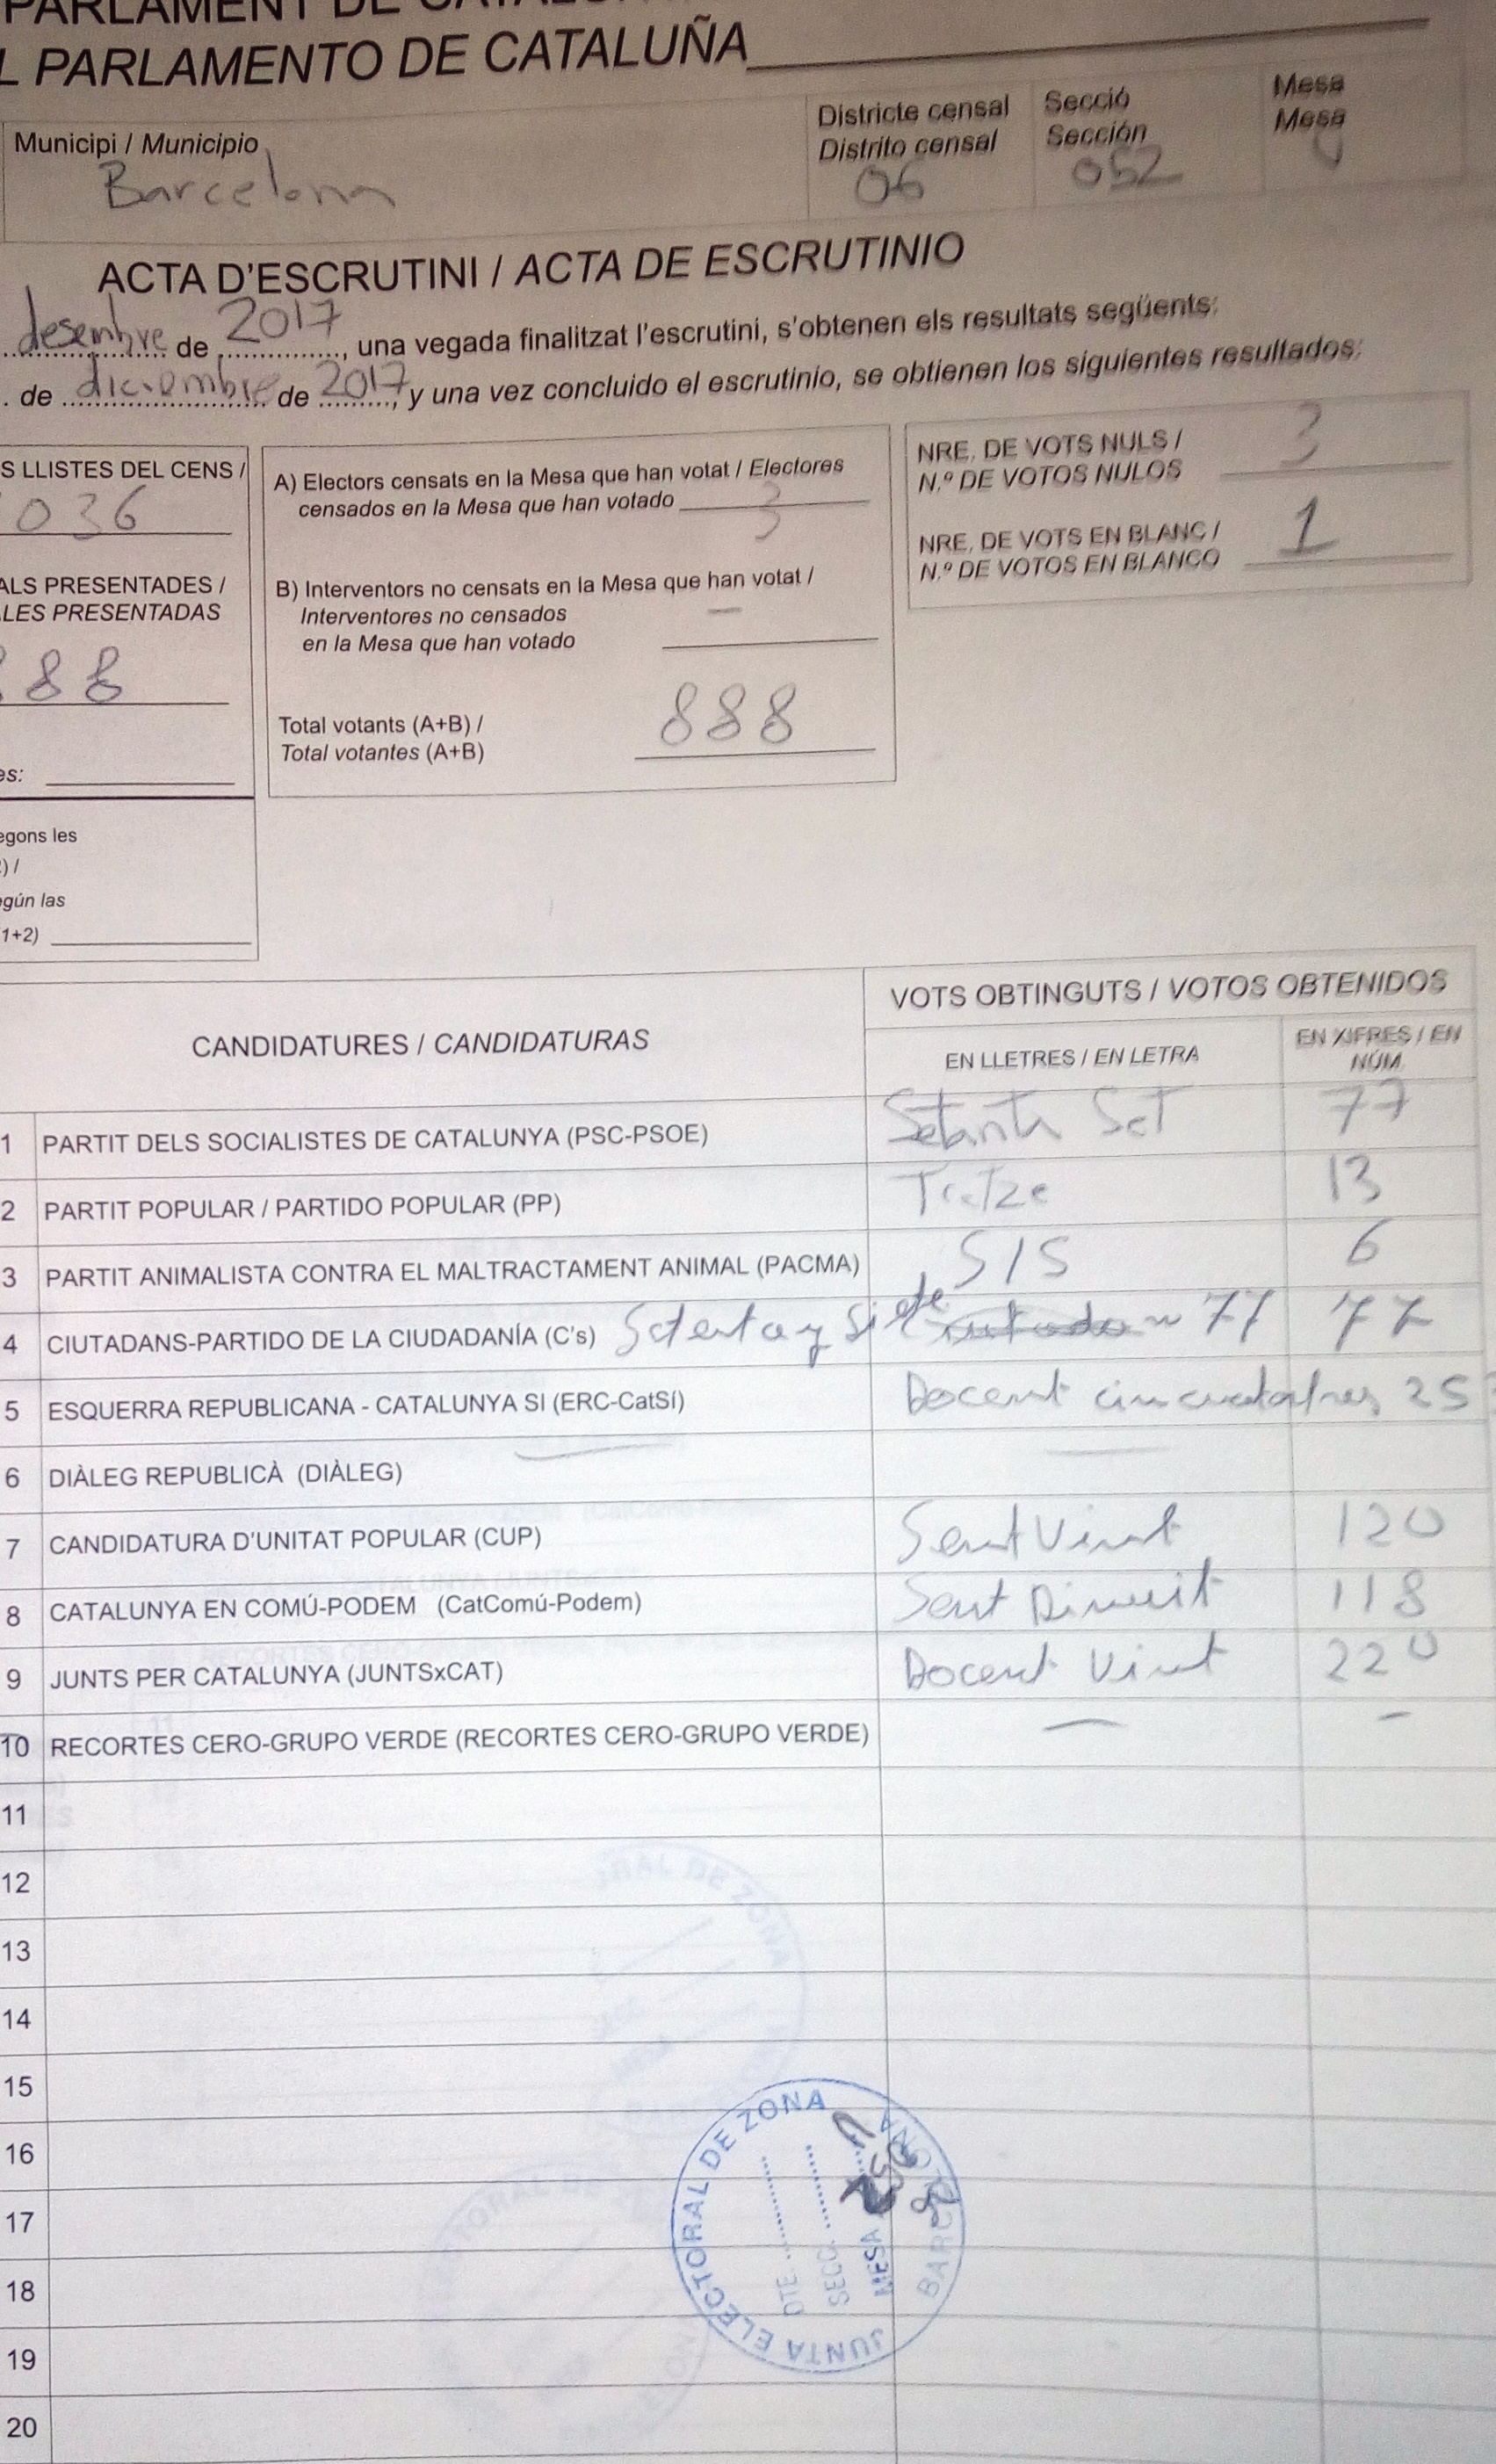 PARLAMENT DE
L PARLAMENTO DE CATALUÑA
Municipi / Municipio
Barcelona
Districte censal
Distrito censal
06
Secció
Sección
052
Mesa
Mesa
U
ACTA D'ESCRUTINI / ACTA DE ESCRUTINIO
desembre de 2017, una vegada finalitzat l'escrutini, s'obtenen els resultats següents:
. de diciembre de 2017, y una vez concluido el escrutinio, se obtienen los siguientes resultados:
S LLISTES DEL CENS /
036
ALS PRESENTADES /
LES PRESENTADAS
888
es:
egons les
) /
egún las
1+2)
A) Electors censats en la Mesa que han votat / Electores
censados en la Mesa que han votado
3
B) Interventors no censats en la Mesa que han votat /
Interventores no censados
en la Mesa que han votado
—
Total votants (A+B) /
Total votantes (A+B)
888
NRE. DE VOTS NULS /
N.º DE VOTOS NULOS
3
NRE. DE VOTS EN BLANC /
N.º DE VOTOS EN BLANCO
1
CANDIDATURES / CANDIDATURAS
VOTS OBTINGUTS / VOTOS OBTENIDOS
EN LLETRES / EN LETRA
EN XIFRES / EN
NÚM.
1 PARTIT DELS SOCIALISTES DE CATALUNYA (PSC-PSOE) Setanta Set 77
2 PARTIT POPULAR / PARTIDO POPULAR (PP) Tretze 13
3 PARTIT ANIMALISTA CONTRA EL MALTRACTAMENT ANIMAL (PACMA) SIS 6
4 CIUTADANS-PARTIDO DE LA CIUDADANÍA (C's) Setenta y Siete 77 77
5 ESQUERRA REPUBLICANA - CATALUNYA SI (ERC-CatSí) Docent cincuatatres 253
6 DIÀLEG REPUBLICÀ (DIÀLEG) —
7 CANDIDATURA D'UNITAT POPULAR (CUP) Sent Vint 120
8 CATALUNYA EN COMÚ-PODEM (CatComú-Podem) Sent Dinuit 118
9 JUNTS PER CATALUNYA (JUNTSxCAT) Docent Vint 220
10 RECORTES CERO-GRUPO VERDE (RECORTES CERO-GRUPO VERDE) — –
11
12
13
14
15
16
17
18
19
20
JUNTA ELECTORAL DE ZONA
DTE
SECC.
MESA